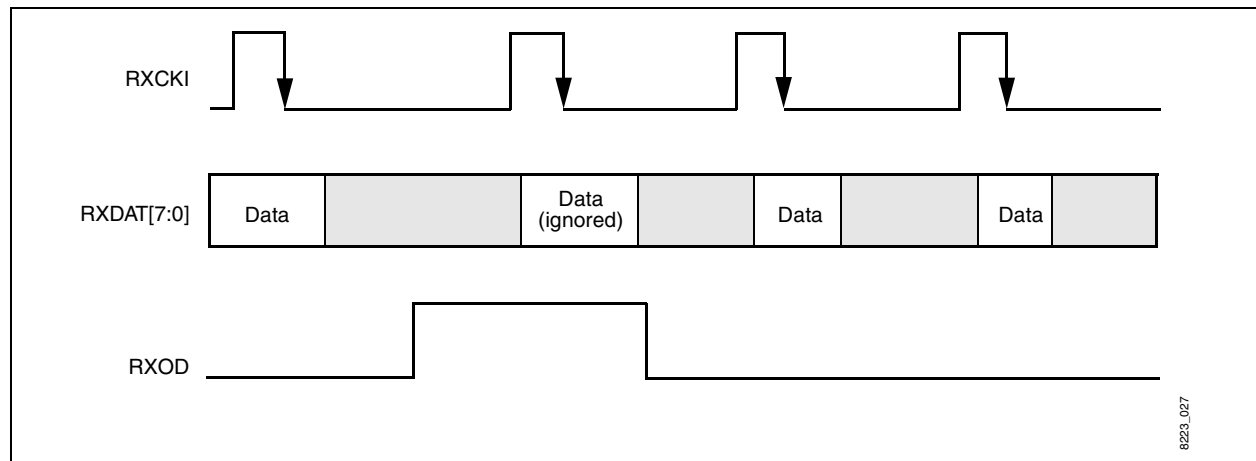 RXCKI
RXDAT[7:0]
Data
Data
(ignored)
Data
Data
RXOD
8223_027